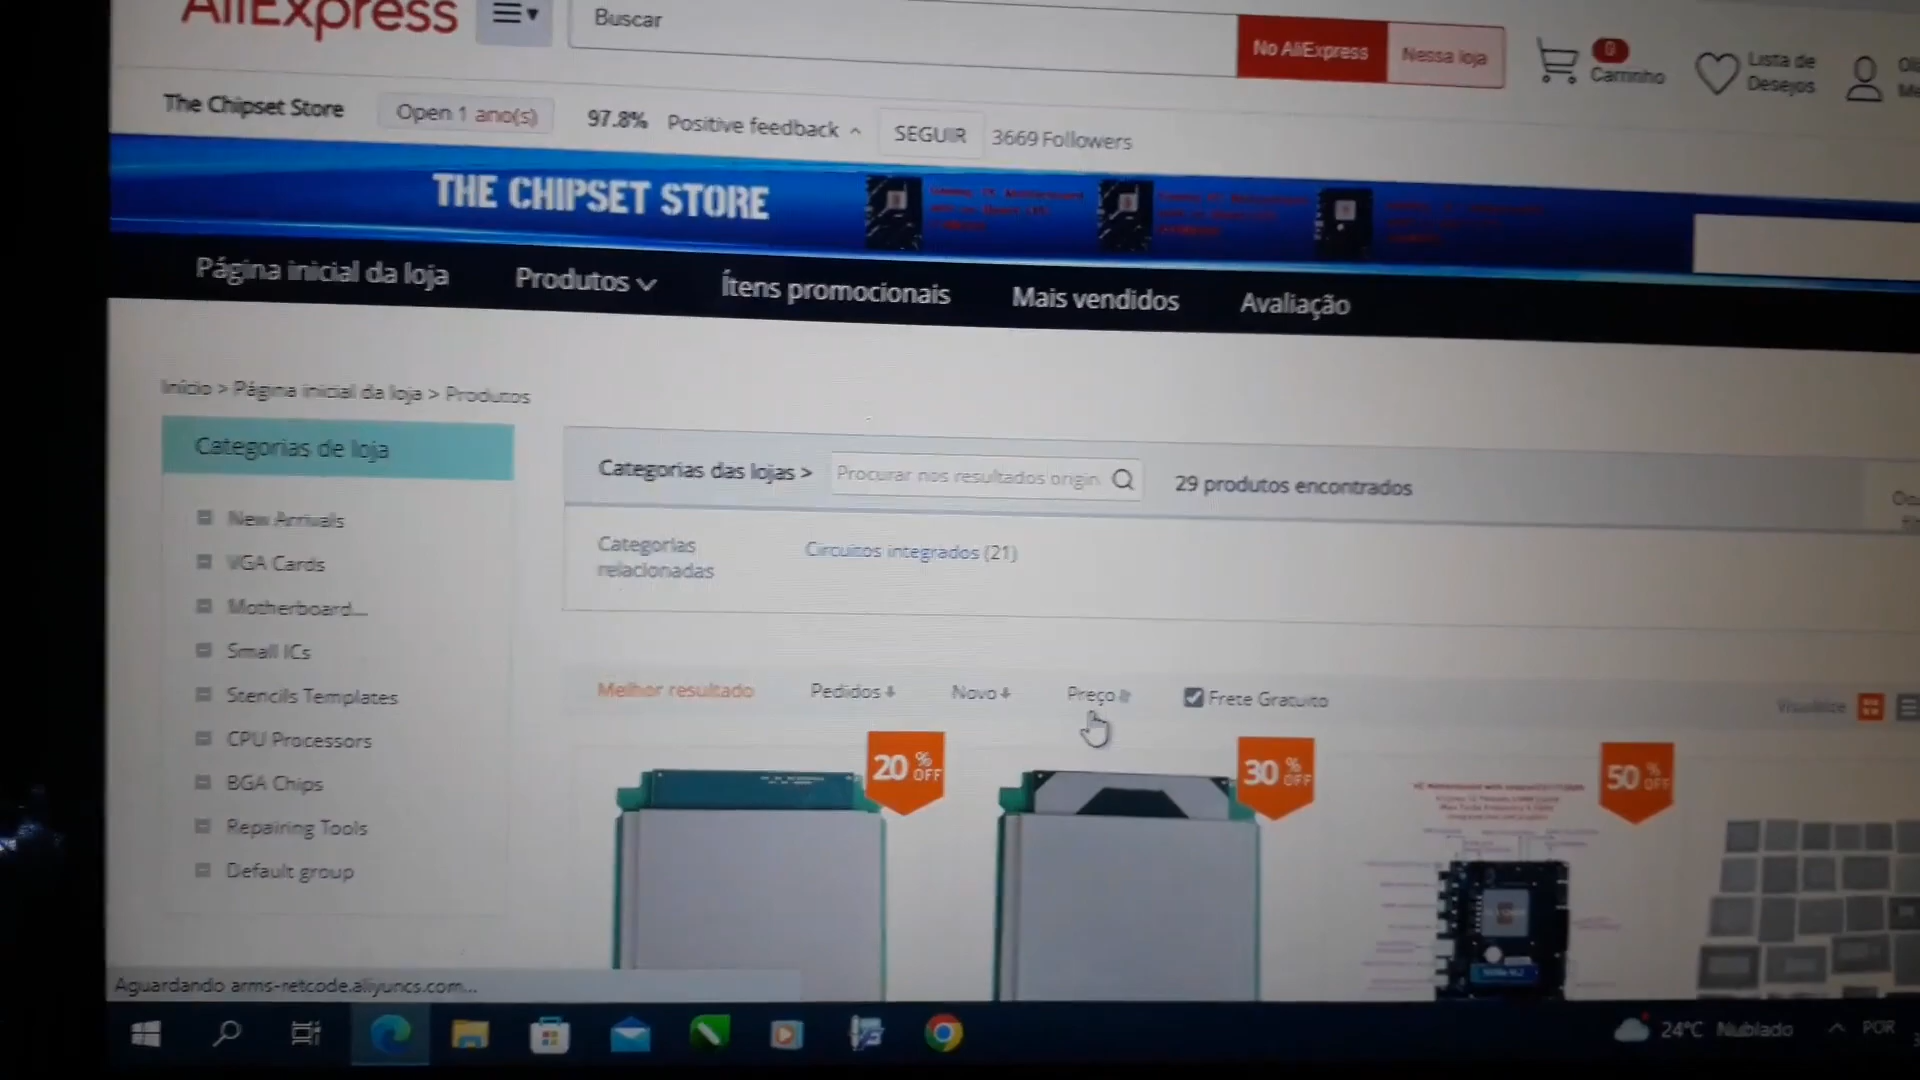 AliExpress
Buscar
No AliExpress
Nessa loja
0
Carrinho
Lista de
Desejos
The Chipset Store
Open 1 ano(s)
97.8% Positive feedback
SEGUIR
3669 Followers
THE CHIPSET STORE
Página inicial da loja
Produtos
Ítens promocionais
Mais vendidos
Avaliação
Início > Página inicial da loja > Produtos
Categorias de loja
New Arrivals
VGA Cards
Motherboard...
Small ICs
Stencils Templates
CPU Processors
BGA Chips
Repairing Tools
Default group
Categorias das lojas >
Procurar nos resultados origin
29 produtos encontrados
Categorias
relacionadas
Circuitos integrados (21)
Melhor resultado
Pedidos
Novo
Preço
Frete Gratuito
Visualize
20 % OFF
30 % OFF
50 % OFF
Aguardando arms-retcode.aliyuncs.com...
24°C Nublado
POR